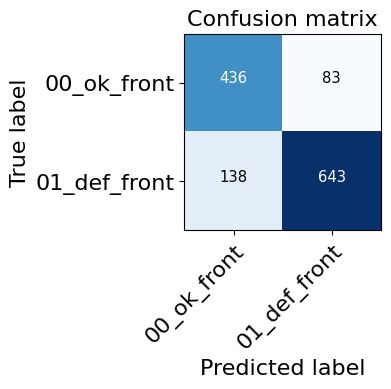 Confusion matrix
True label
00_ok_front
436
83
01_def_front
138
643
00_ok_front
01_def_front
Predicted label